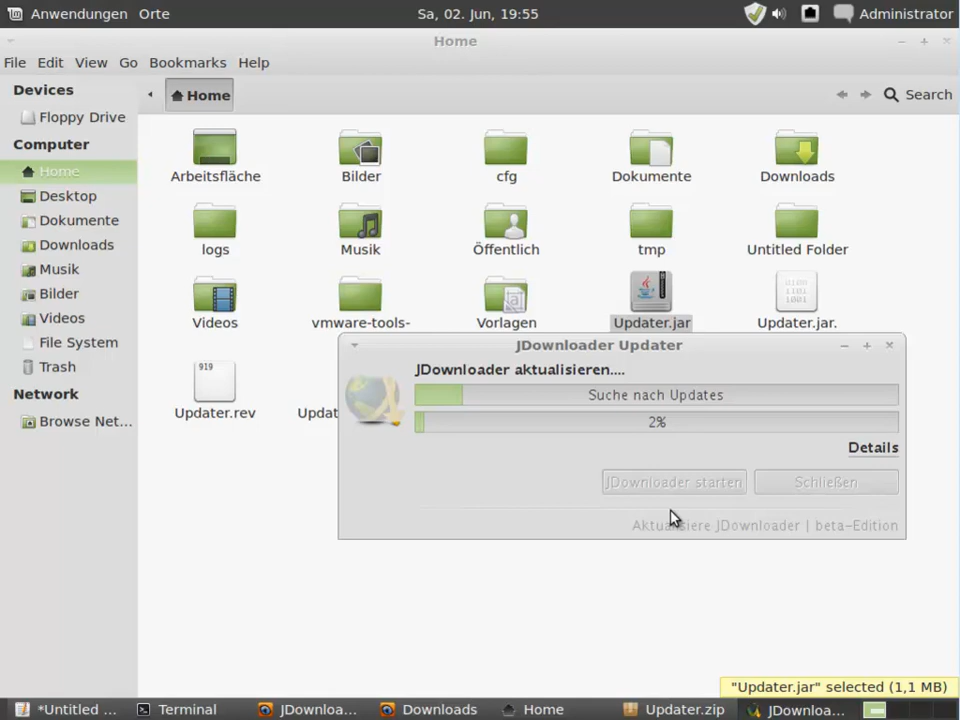 Anwendungen Orte Sa, 02. Jun, 19:55 Administrator
Home
File Edit View Go Bookmarks Help
Devices
Floppy Drive
Computer
Home
Desktop
Dokumente
Downloads
Musik
Bilder
Videos
File System
Trash
Network
Browse Net...
Home Search
Arbeitsfläche Bilder cfg Dokumente Downloads
logs Musik Öffentlich tmp Untitled Folder
Videos vmware-tools- Vorlagen Updater.jar Updater.jar.
919
Updater.rev Updat
JDownloader Updater
JDownloader aktualisieren....
Suche nach Updates
2%
Details
JDownloader starten Schließen
Aktualisiere JDownloader | beta-Edition
"Updater.jar" selected (1,1 MB)
*Untitled ... Terminal JDownloa... Downloads Home Updater.zip JDownloa...